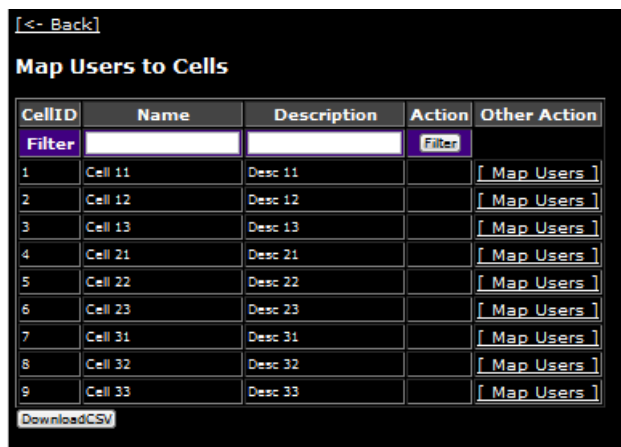 [<- Back]
Map Users to Cells
CellID Name Description Action Other Action
Filter Filter
1 Cell 11 Desc 11 [ Map Users ]
2 Cell 12 Desc 12 [ Map Users ]
3 Cell 13 Desc 13 [ Map Users ]
4 Cell 21 Desc 21 [ Map Users ]
5 Cell 22 Desc 22 [ Map Users ]
6 Cell 23 Desc 23 [ Map Users ]
7 Cell 31 Desc 31 [ Map Users ]
8 Cell 32 Desc 32 [ Map Users ]
9 Cell 33 Desc 33 [ Map Users ]
DownloadCSV